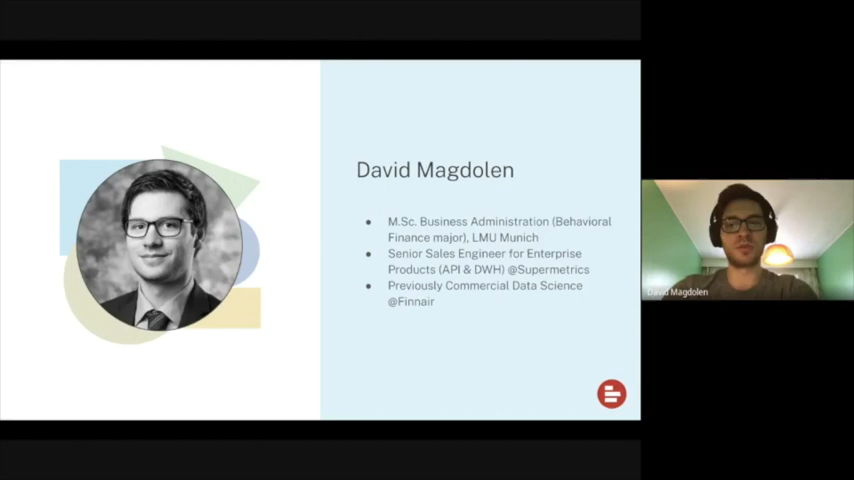 David Magdolen
● M.Sc. Business Administration (Behavioral
Finance major), LMU Munich
● Senior Sales Engineer for Enterprise
Products (API & DWH) @Supermetrics
● Previously Commercial Data Science
@Finnair
David Magdolen